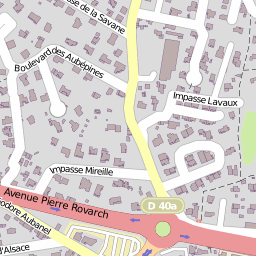 se de la Savane
Boulevard des Aubépines
Impasse Lavaux
Impasse Mireille
Avenue Pierre Rovarch
D 40a
odore Aubanel
d'Alsace